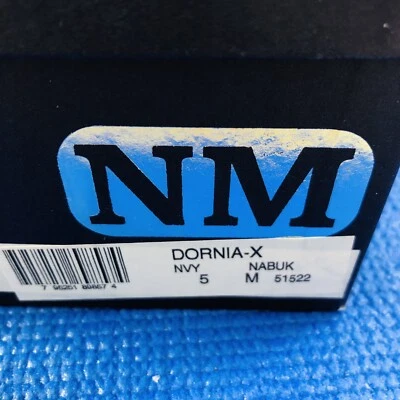 NM
DORNIA-X
NVY NABUK
5 M 51522